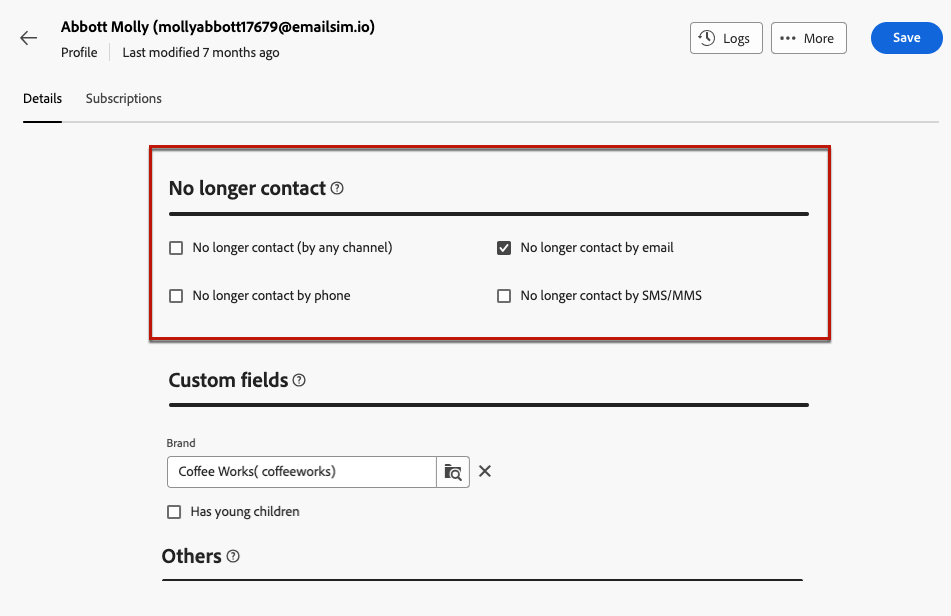 Abbott Molly (mollyabbott17679@emailsim.io)
Profile Last modified 7 months ago
Logs More Save
Details Subscriptions
No longer contact
No longer contact (by any channel) No longer contact by email
No longer contact by phone No longer contact by SMS/MMS
Custom fields
Brand
Coffee Works( coffeeworks)
Has young children
Others